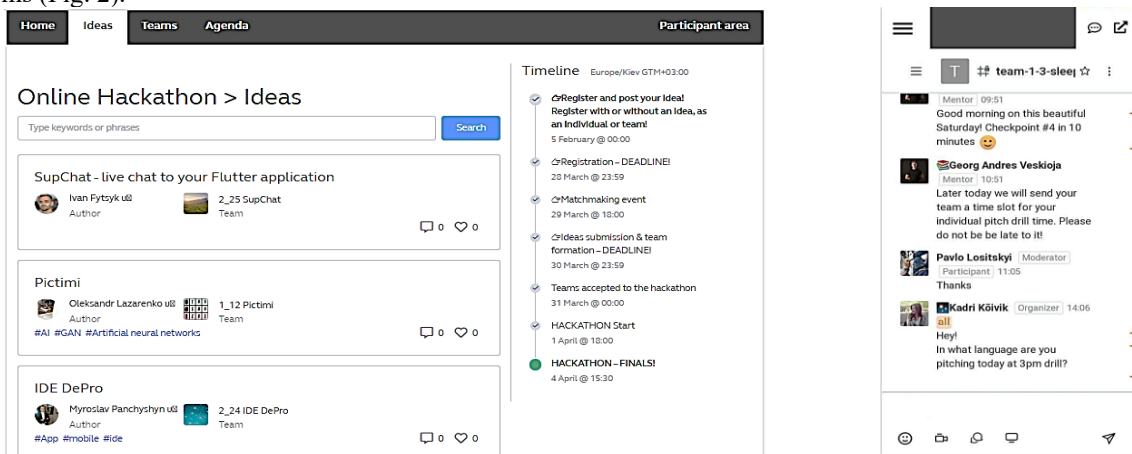 ms (Fig. 2).
Home Ideas Teams Agenda Participant area
Online Hackathon > Ideas
Type keywords or phrases Search
SupChat - live chat to your Flutter application
Ivan Fytsyk
Author
2_25 SupChat
Team
0 0
Pictimi
Oleksandr Lazarenko
Author
1_12 Pictimi
Team
#AI #GAN #Artificial neural networks
0 0
IDE DePro
Myroslav Panchyshyn
Author
2_24 IDE DePro
Team
#App #mobile #ide
0 0
Timeline Europe/Kiev GTM+03:00
Register and post your idea!
Register with or without an idea, as
an individual or team!
5 February @ 00:00
Registration – DEADLINE!
28 March @ 23:59
Matchmaking event
29 March @ 18:00
Ideas submission & team
formation – DEADLINE!
30 March @ 23:59
Teams accepted to the hackathon
31 March @ 00:00
HACKATHON Start
1 April @ 18:00
HACKATHON – FINALS!
4 April @ 15:30
T # team-1-3-sleep
Mentor 09:51
Good morning on this beautiful
Saturday! Checkpoint #4 in 10
minutes 🙂
Georg Andres Veskioja
Mentor 10:51
Later today we will send your
team a time slot for your
individual pitch drill time. Please
do not be be late to it!
Pavlo Lositskyi Moderator
Participant 11:05
Thanks
Kadri Kõivik Organizer 14:06
all
Hey!
In what language are you
pitching today at 3pm drill?